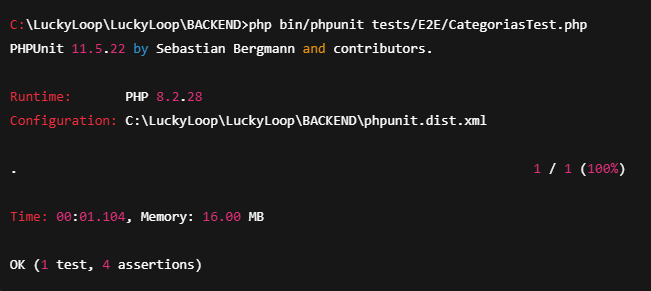 C:\LuckyLoop\LuckyLoop\BACKEND>php bin/phpunit tests/E2E/CategoriasTest.php
PHPUnit 11.5.22 by Sebastian Bergmann and contributors.
Runtime:       PHP 8.2.28
Configuration: C:\LuckyLoop\LuckyLoop\BACKEND\phpunit.dist.xml
.                                                                   1 / 1 (100%)
Time: 00:01.104, Memory: 16.00 MB
OK (1 test, 4 assertions)